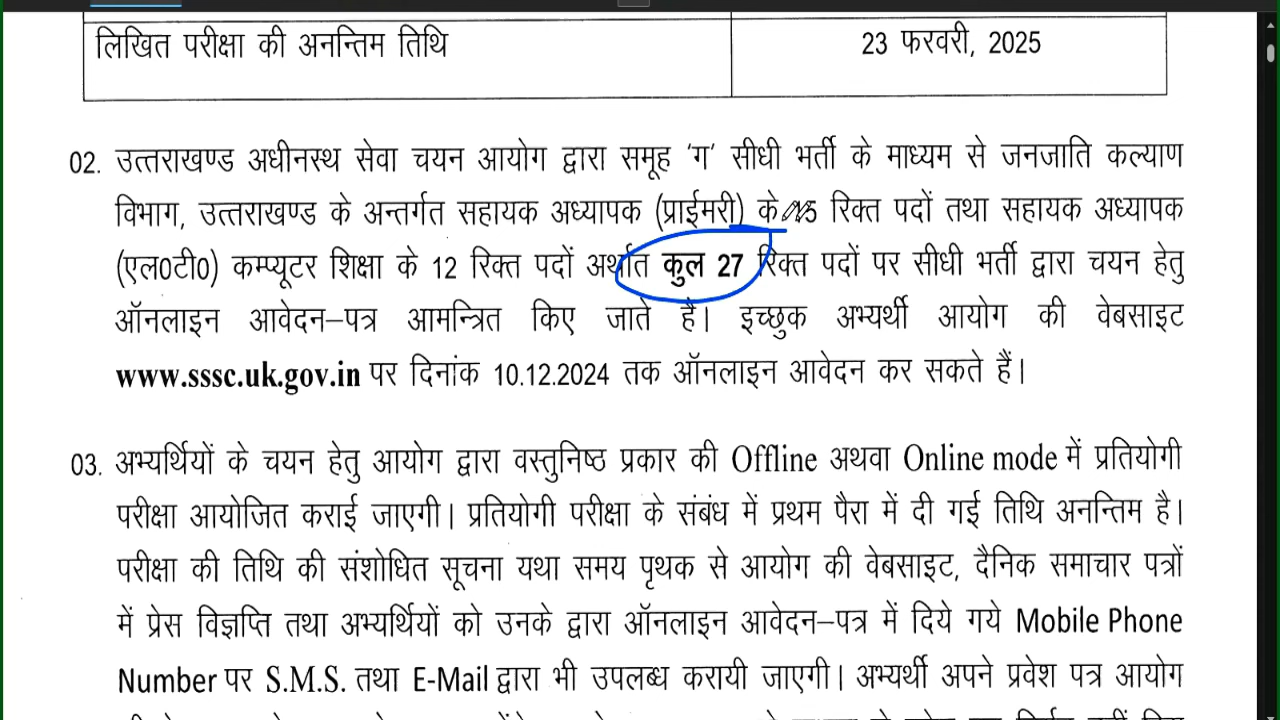 लिखित परीक्षा की अनन्तिम तिथि 23 फरवरी, 2025
02. उत्तराखण्ड अधीनस्थ सेवा चयन आयोग द्वारा समूह 'ग' सीधी भर्ती के माध्यम से जनजाति कल्याण
विभाग, उत्तराखण्ड के अन्तर्गत सहायक अध्यापक (प्राईमरी) के 15 रिक्त पदों तथा सहायक अध्यापक
(एल0टी0) कम्प्यूटर शिक्षा के 12 रिक्त पदों अर्थात कुल 27 रिक्त पदों पर सीधी भर्ती द्वारा चयन हेतु
ऑनलाइन आवेदन–पत्र आमन्त्रित किए जाते है। इच्छुक अभ्यर्थी आयोग की वेबसाइट
www.sssc.uk.gov.in पर दिनांक 10.12.2024 तक ऑनलाइन आवेदन कर सकते हैं।
03. अभ्यर्थियों के चयन हेतु आयोग द्वारा वस्तुनिष्ठ प्रकार की Offline अथवा Online mode में प्रतियोगी
परीक्षा आयोजित कराई जाएगी। प्रतियोगी परीक्षा के संबंध में प्रथम पैरा में दी गई तिथि अनन्तिम है।
परीक्षा की तिथि की संशोधित सूचना यथा समय पृथक से आयोग की वेबसाइट, दैनिक समाचार पत्रों
में प्रेस विज्ञप्ति तथा अभ्यर्थियों को उनके द्वारा ऑनलाइन आवेदन–पत्र में दिये गये Mobile Phone
Number पर S.M.S. तथा E-Mail द्वारा भी उपलब्ध करायी जाएगी। अभ्यर्थी अपने प्रवेश पत्र आयोग